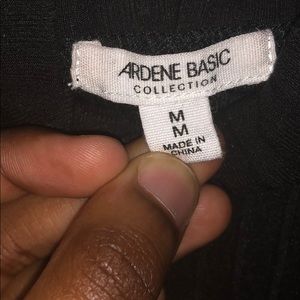 ARDENE BASIC
COLLECTION
M
M
MADE IN
CHINA